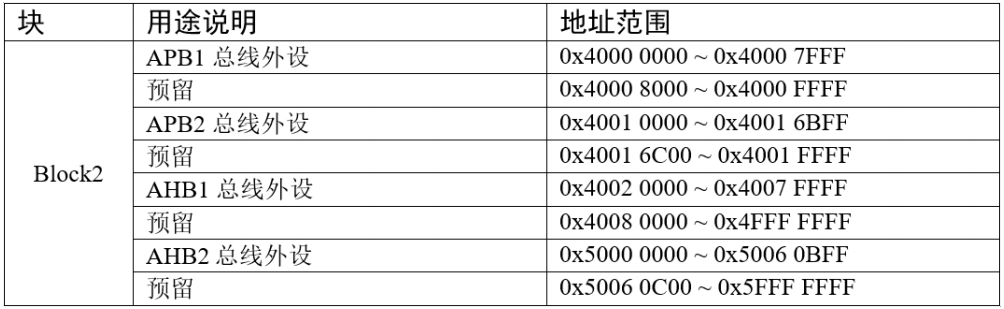 块 用途说明 地址范围
Block2
APB1 总线外设 0x4000 0000 ~ 0x4000 7FFF
预留 0x4000 8000 ~ 0x4000 FFFF
APB2 总线外设 0x4001 0000 ~ 0x4001 6BFF
预留 0x4001 6C00 ~ 0x4001 FFFF
AHB1 总线外设 0x4002 0000 ~ 0x4007 FFFF
预留 0x4008 0000 ~ 0x4FFF FFFF
AHB2 总线外设 0x5000 0000 ~ 0x5006 0BFF
预留 0x5006 0C00 ~ 0x5FFF FFFF